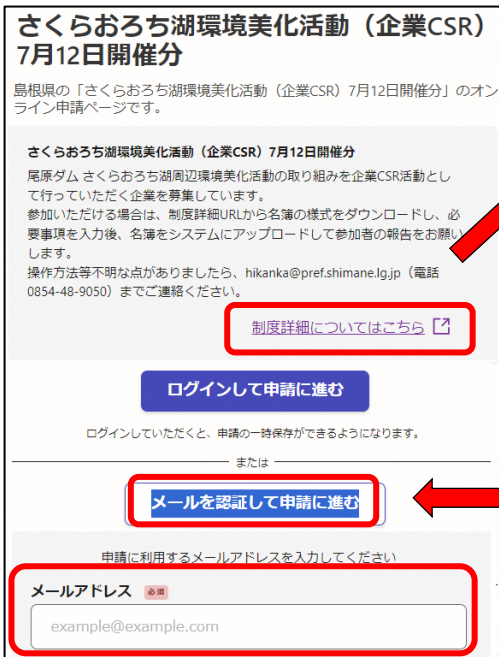 さくらおろち湖環境美化活動（企業CSR）
7月12日開催分
島根県の「さくらおろち湖環境美化活動（企業CSR）7月12日開催分」のオン
ライン申請ページです。
さくらおろち湖環境美化活動（企業CSR）7月12日開催分
尾原ダム さくらおろち湖周辺環境美化活動の取り組みを企業CSR活動とし
て行っていただく企業を募集しています。
参加いただける場合は、制度詳細URLから名簿の様式をダウンロードし、必
要事項を入力後、名簿をシステムにアップロードして参加者の報告をお願い
します。
操作方法等不明な点がありましたら、hikanka@pref.shimane.lg.jp（電話
0854-48-9050）までご連絡ください。
制度詳細についてはこちら
ログインして申請に進む
ログインしていただくと、申請の一時保存ができるようになります。
または
メールを認証して申請に進む
申請に利用するメールアドレスを入力してください
メールアドレス 必須
example@example.com